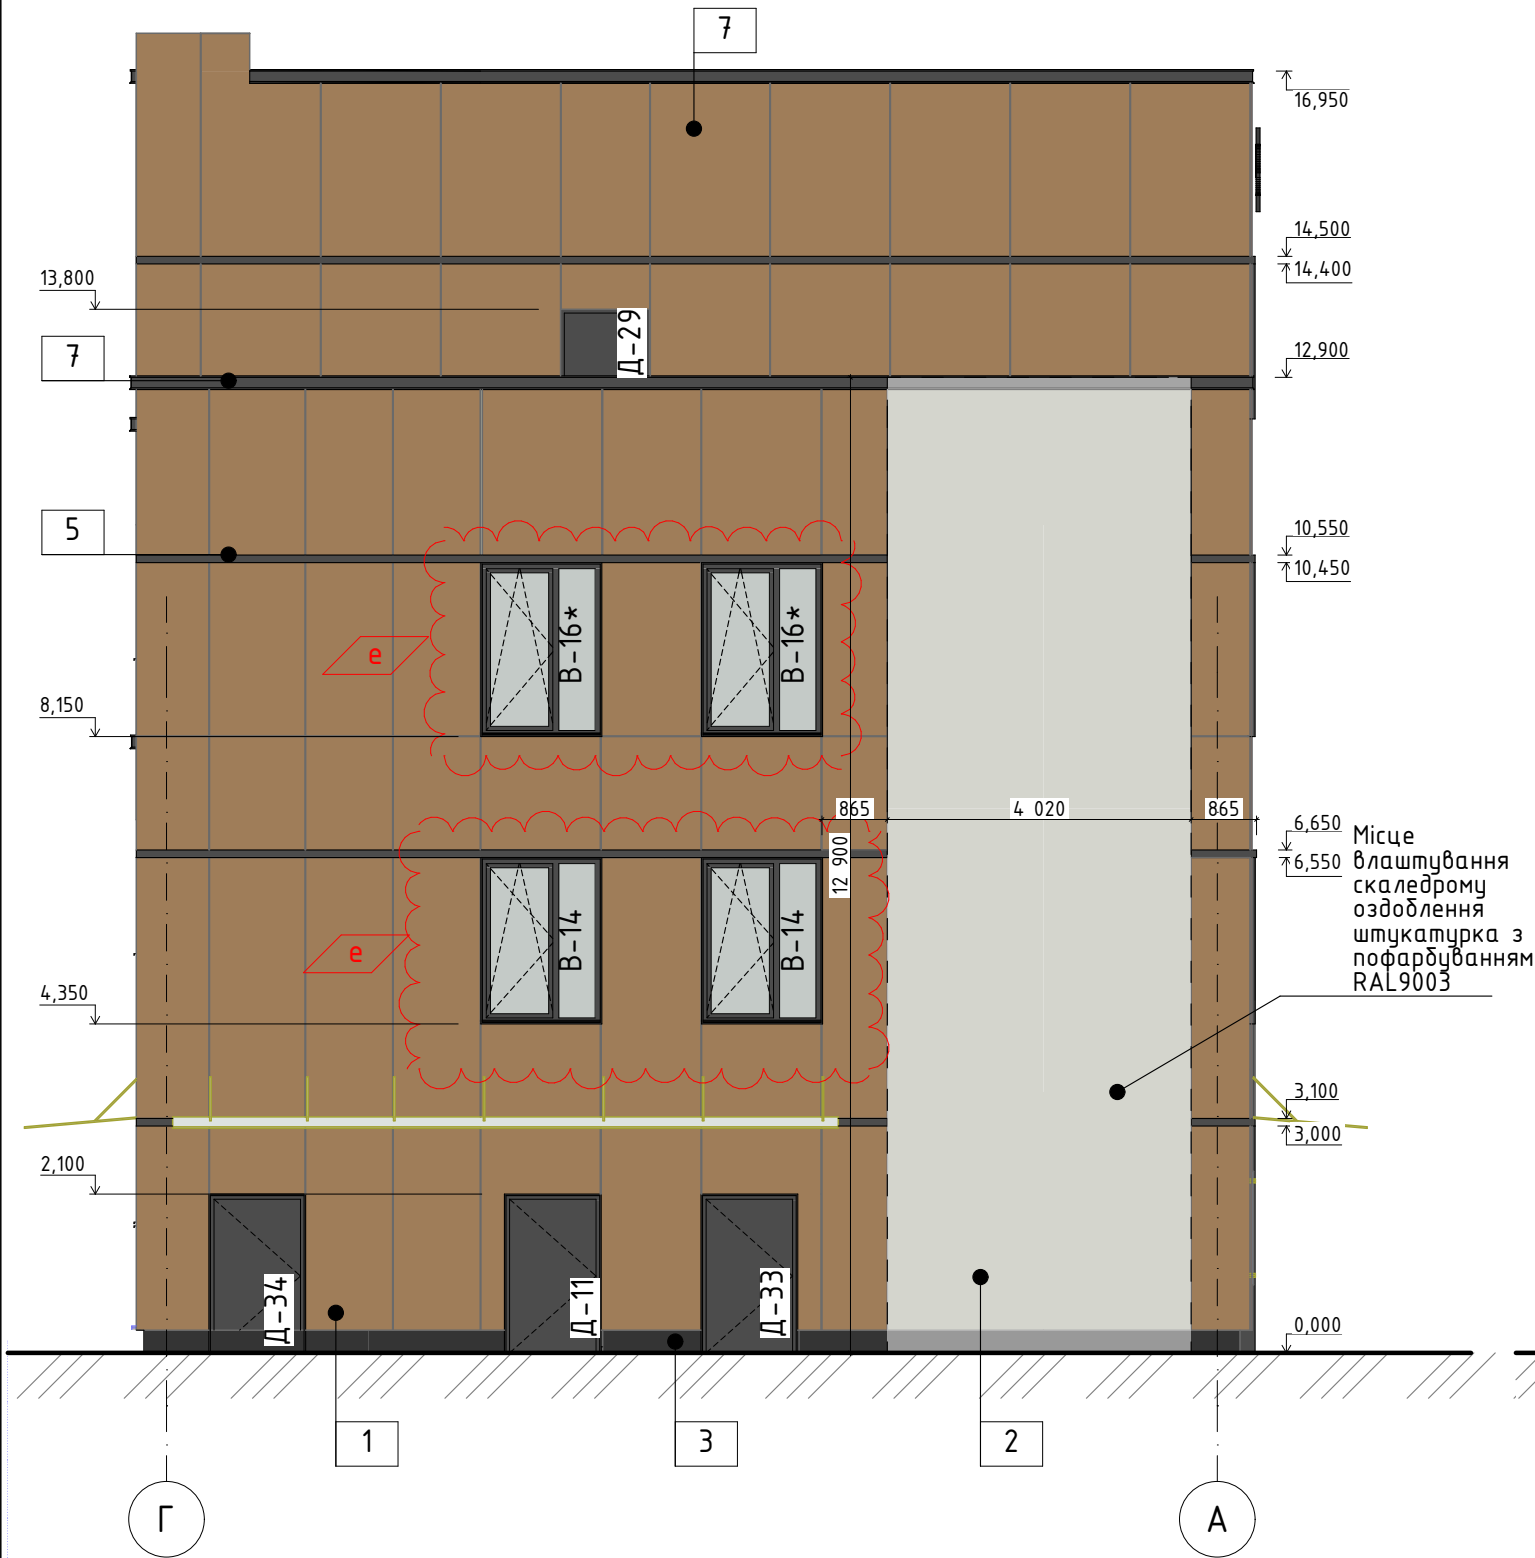 7
16,950
14,500
14,400
13,800
Д-29
7
12,900
5
10,550
10,450
В-16*
В-16*
е
8,150
865
4 020
865
12 900
6,650
6,550
Місце
влаштування
скаледрому
оздоблення
штукатурка з
пофарбуванням
RAL9003
В-14
В-14
е
4,350
3,100
3,000
2,100
Д-34
Д-11
Д-33
0,000
1
3
2
Г
А